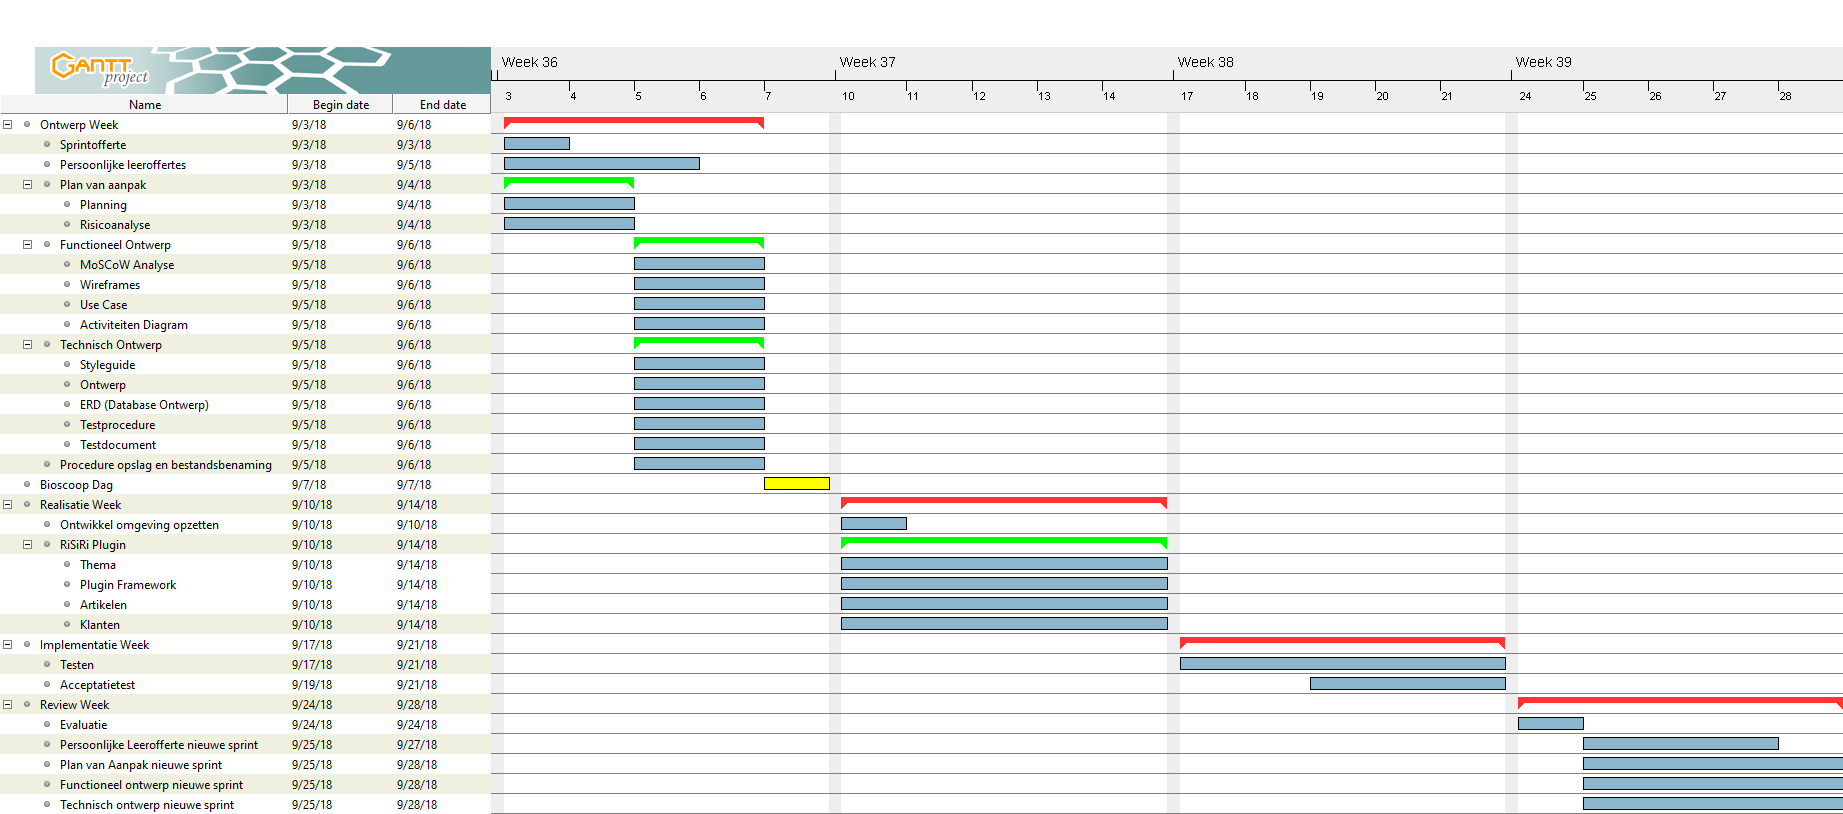 GANTT project
Week 36 Week 37 Week 38 Week 39
Name Begin date End date 3 4 5 6 7 10 11 12 13 14 17 18 19 20 21 24 25 26 27 28
Ontwerp Week 9/3/18 9/6/18
Sprintofferte 9/3/18 9/3/18
Persoonlijke leeroffertes 9/3/18 9/5/18
Plan van aanpak 9/3/18 9/4/18
Planning 9/3/18 9/4/18
Risicoanalyse 9/3/18 9/4/18
Functioneel Ontwerp 9/5/18 9/6/18
MoSCoW Analyse 9/5/18 9/6/18
Wireframes 9/5/18 9/6/18
Use Case 9/5/18 9/6/18
Activiteiten Diagram 9/5/18 9/6/18
Technisch Ontwerp 9/5/18 9/6/18
Styleguide 9/5/18 9/6/18
Ontwerp 9/5/18 9/6/18
ERD (Database Ontwerp) 9/5/18 9/6/18
Testprocedure 9/5/18 9/6/18
Testdocument 9/5/18 9/6/18
Procedure opslag en bestandsbenaming 9/5/18 9/6/18
Bioscoop Dag 9/7/18 9/7/18
Realisatie Week 9/10/18 9/14/18
Ontwikkel omgeving opzetten 9/10/18 9/10/18
RiSiRi Plugin 9/10/18 9/14/18
Thema 9/10/18 9/14/18
Plugin Framework 9/10/18 9/14/18
Artikelen 9/10/18 9/14/18
Klanten 9/10/18 9/14/18
Implementatie Week 9/17/18 9/21/18
Testen 9/17/18 9/21/18
Acceptatietest 9/19/18 9/21/18
Review Week 9/24/18 9/28/18
Evaluatie 9/24/18 9/24/18
Persoonlijke Leerofferte nieuwe sprint 9/25/18 9/27/18
Plan van Aanpak nieuwe sprint 9/25/18 9/28/18
Functioneel ontwerp nieuwe sprint 9/25/18 9/28/18
Technisch ontwerp nieuwe sprint 9/25/18 9/28/18